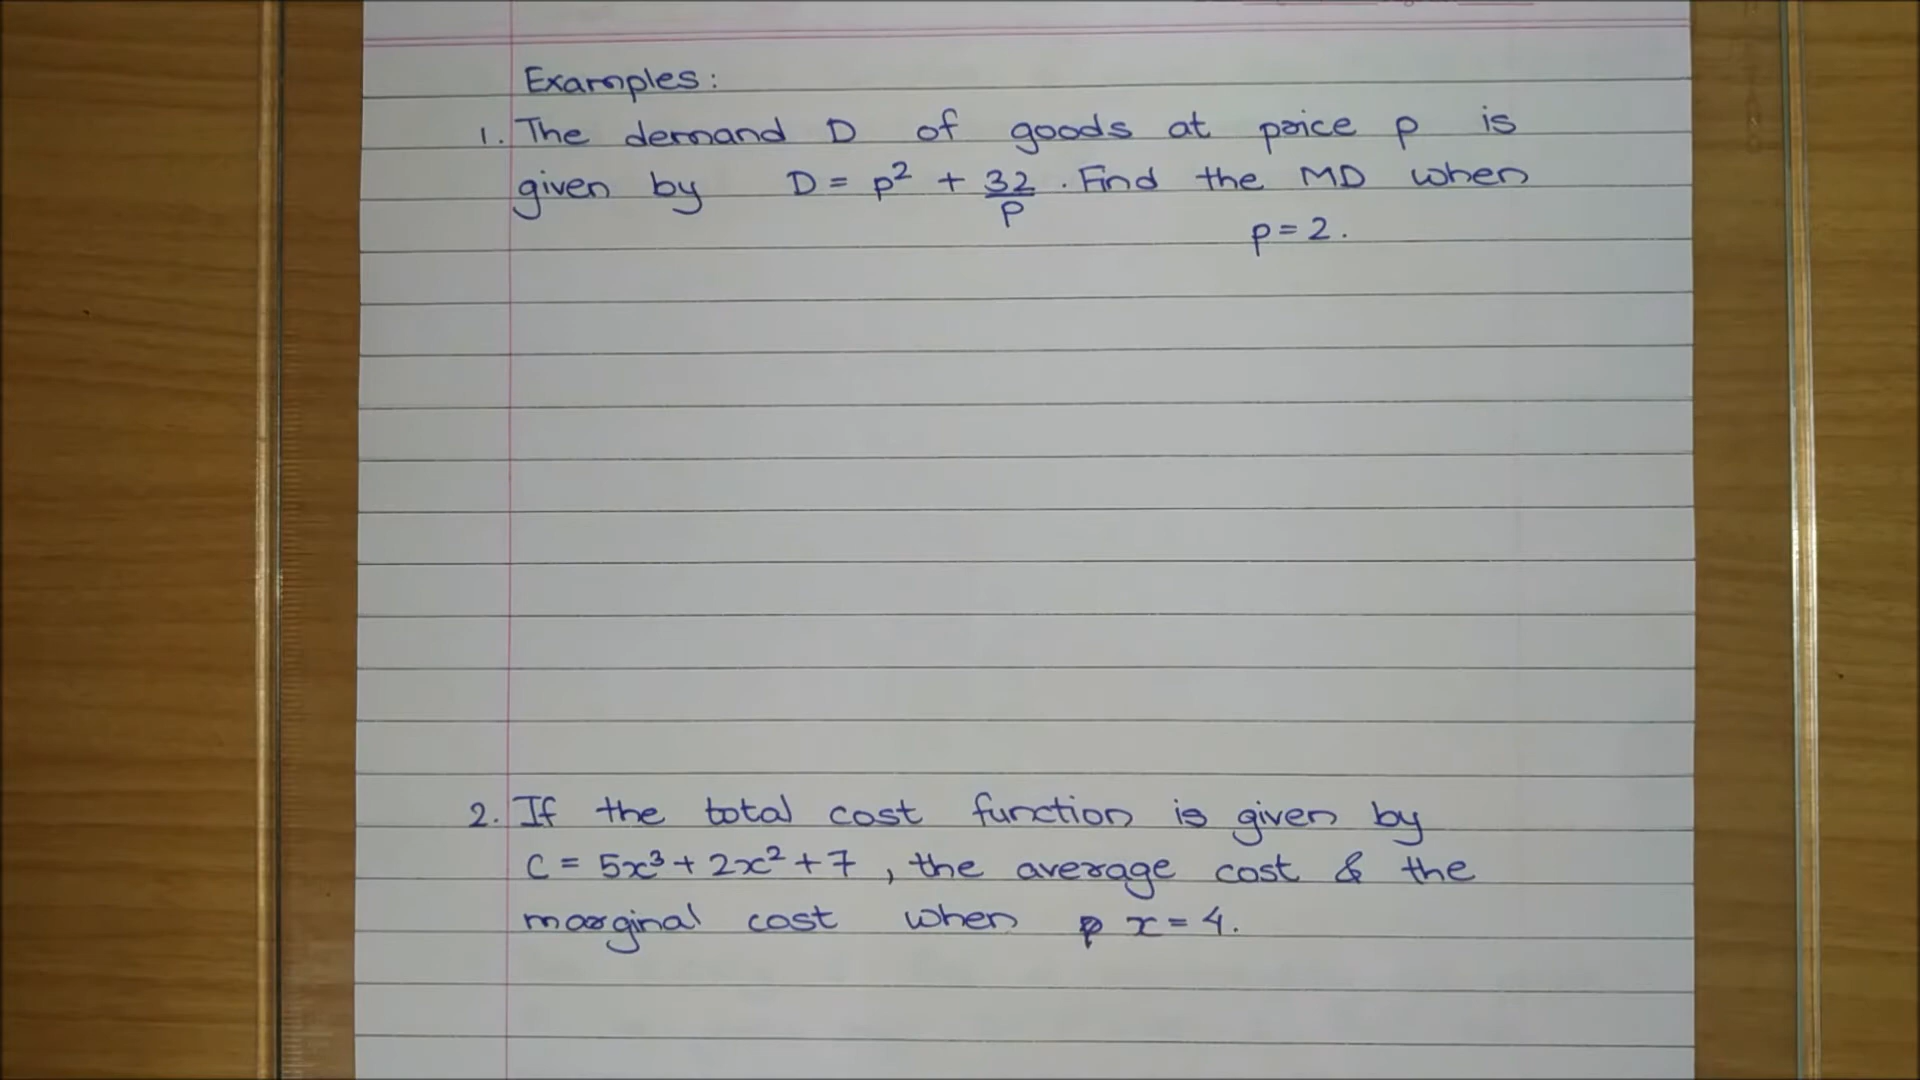 Examples:
1. The demand D of goods at price p is
given by D = p² + 32/p . Find the MD when
p = 2.
2. If the total cost function is given by
C = 5x³ + 2x² + 7 , the average cost & the
marginal cost when x = 4.